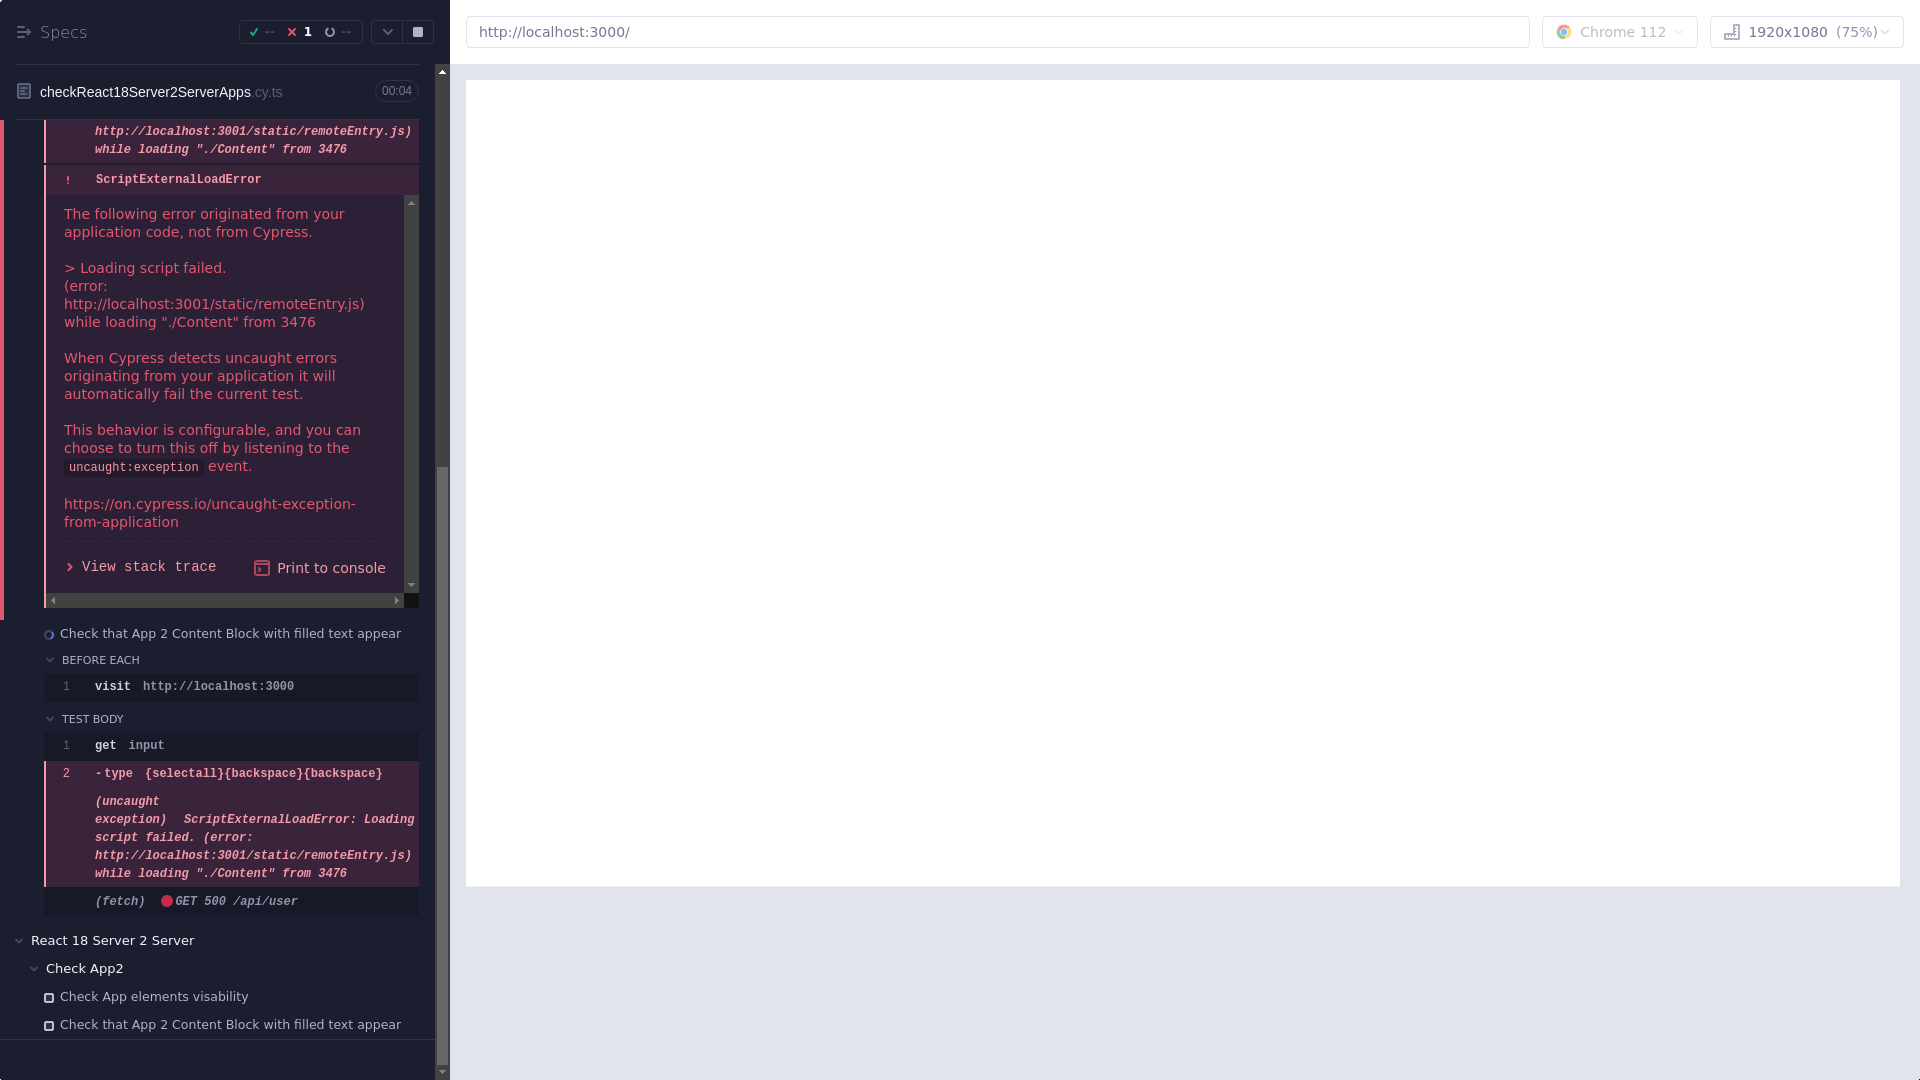 Specs
--
1
--
http://localhost:3000/
Chrome 112
1920x1080 (75%)
checkReact18Server2ServerApps.cy.ts
00:04
http://localhost:3001/static/remoteEntry.js)
while loading "./Content" from 3476
! ScriptExternalLoadError
The following error originated from your
application code, not from Cypress.
> Loading script failed.
(error:
http://localhost:3001/static/remoteEntry.js)
while loading "./Content" from 3476
When Cypress detects uncaught errors
originating from your application it will
automatically fail the current test.
This behavior is configurable, and you can
choose to turn this off by listening to the
uncaught:exception event.
https://on.cypress.io/uncaught-exception-
from-application
View stack trace
Print to console
Check that App 2 Content Block with filled text appear
BEFORE EACH
1 visit http://localhost:3000
TEST BODY
1 get input
2 -type {selectall}{backspace}{backspace}
(uncaught
exception) ScriptExternalLoadError: Loading
script failed. (error:
http://localhost:3001/static/remoteEntry.js)
while loading "./Content" from 3476
(fetch) GET 500 /api/user
React 18 Server 2 Server
Check App2
Check App elements visability
Check that App 2 Content Block with filled text appear